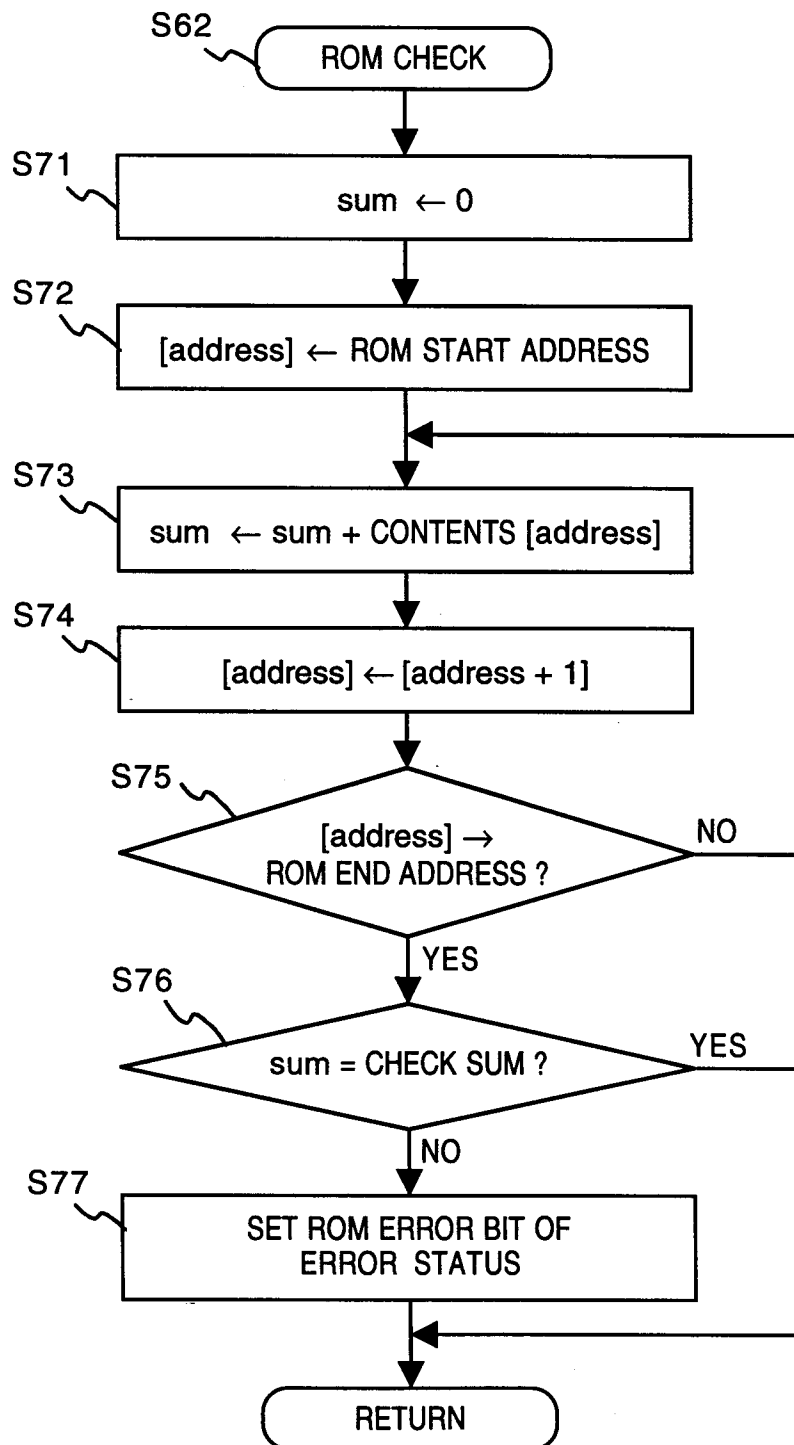 S62
ROM CHECK
S71
sum ← 0
S72
[address] ← ROM START ADDRESS
S73
sum ← sum + CONTENTS [address]
S74
[address] ← [address + 1]
S75
[address] →
ROM END ADDRESS ?
NO
YES
S76
sum = CHECK SUM ?
YES
NO
S77
SET ROM ERROR BIT OF
ERROR STATUS
RETURN